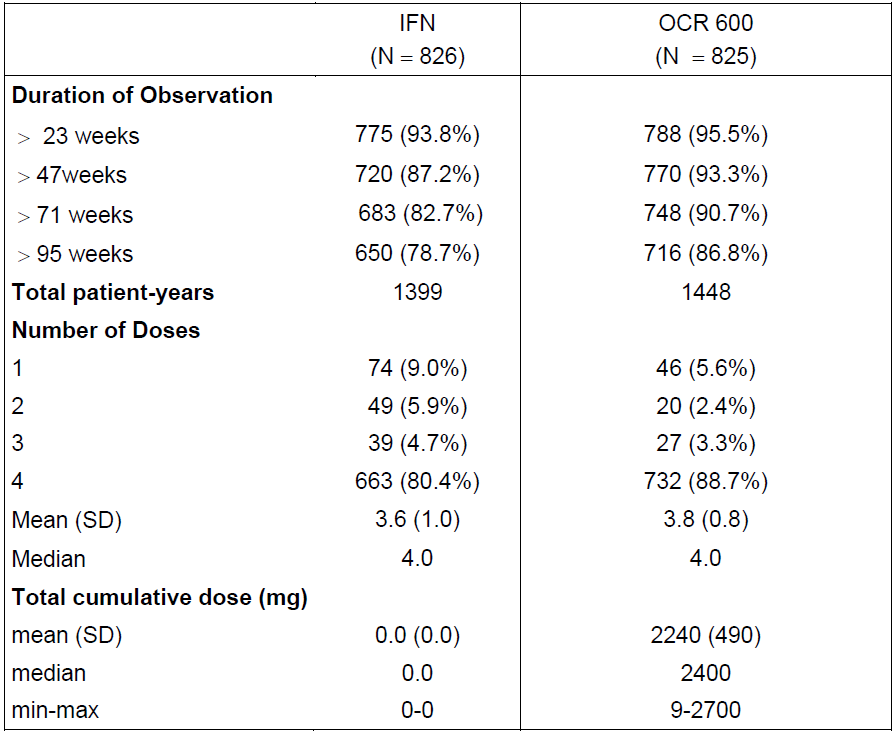 IFN OCR 600
(N = 826) (N = 825)
Duration of Observation
> 23 weeks 775 (93.8%) 788 (95.5%)
> 47weeks 720 (87.2%) 770 (93.3%)
> 71 weeks 683 (82.7%) 748 (90.7%)
> 95 weeks 650 (78.7%) 716 (86.8%)
Total patient-years 1399 1448
Number of Doses
1 74 (9.0%) 46 (5.6%)
2 49 (5.9%) 20 (2.4%)
3 39 (4.7%) 27 (3.3%)
4 663 (80.4%) 732 (88.7%)
Mean (SD) 3.6 (1.0) 3.8 (0.8)
Median 4.0 4.0
Total cumulative dose (mg)
mean (SD) 0.0 (0.0) 2240 (490)
median 0.0 2400
min-max 0-0 9-2700